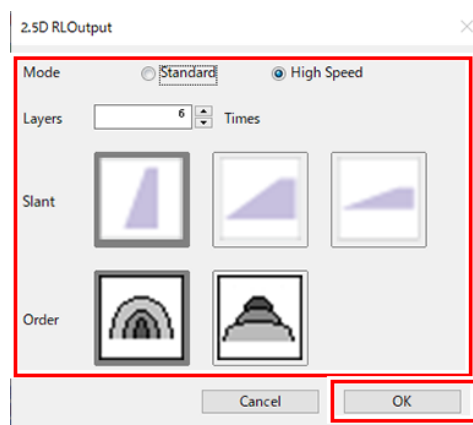 2.5D RLOutput
Mode Standard High Speed
Layers 6 Times
Slant
Order
Cancel OK